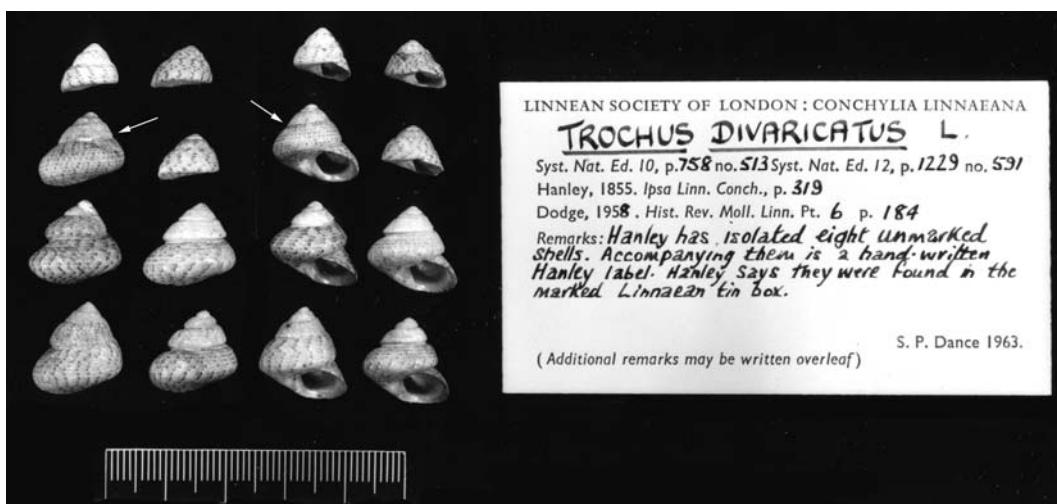 LINNEAN SOCIETY OF LONDON : CONCHYLIA LINNAEANA
TROCHUS DIVARICATUS L.
Syst. Nat. Ed. 10, p.758 no.513 Syst. Nat. Ed. 12, p.1229 no. 591
Hanley, 1855. Ipsa Linn. Conch., p. 319
Dodge, 1958. Hist. Rev. Moll. Linn. Pt. 6 p. 184
Remarks: Hanley has isolated eight unmarked
shells. Accompanying them is a hand-written
Hanley label. Hanley says they were found in the
marked Linnaean tin box.
S. P. Dance 1963.
(Additional remarks may be written overleaf)